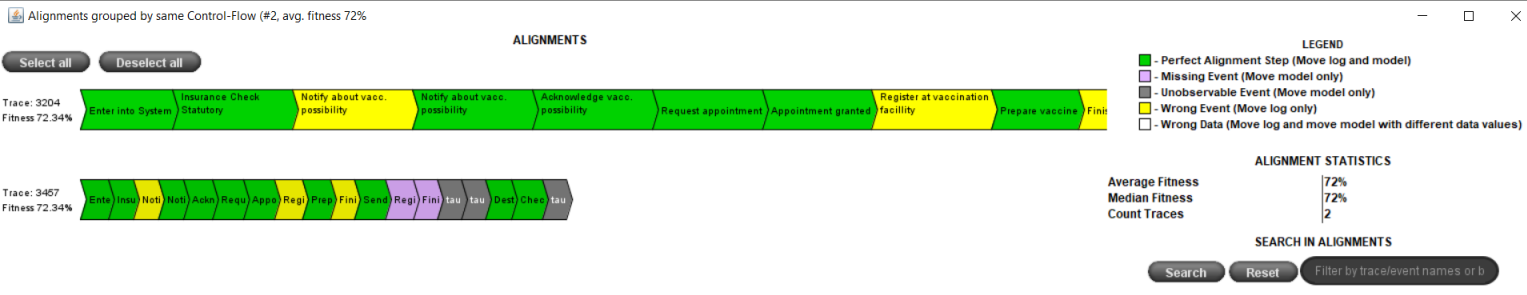 Alignments grouped by same Control-Flow (#2, avg. fitness 72%
ALIGNMENTS
Select all
Deselect all
Trace: 3204
Fitness 72.34%
Enter into System
Insurance Check
Statutory
Notify about vacc.
possibility
Notify about vacc.
possibility
Acknowledge vacc.
possibility
Request appointment
Appointment granted
Register at vaccination
facillity
Prepare vaccine
Finis
Trace: 3457
Fitness 72.34%
Ente
Insu
Noti
Noti
Ackn
Requ
Appo
Regi
Prep
Fini
Send
Regi
Fini
tau
tau
Dest
Chec
tau
LEGEND
- Perfect Alignment Step (Move log and model)
- Missing Event (Move model only)
- Unobservable Event (Move model only)
- Wrong Event (Move log only)
- Wrong Data (Move log and move model with different data values)
ALIGNMENT STATISTICS
Average Fitness 72%
Median Fitness 72%
Count Traces 2
SEARCH IN ALIGNMENTS
Search
Reset
Filter by trace/event names or b